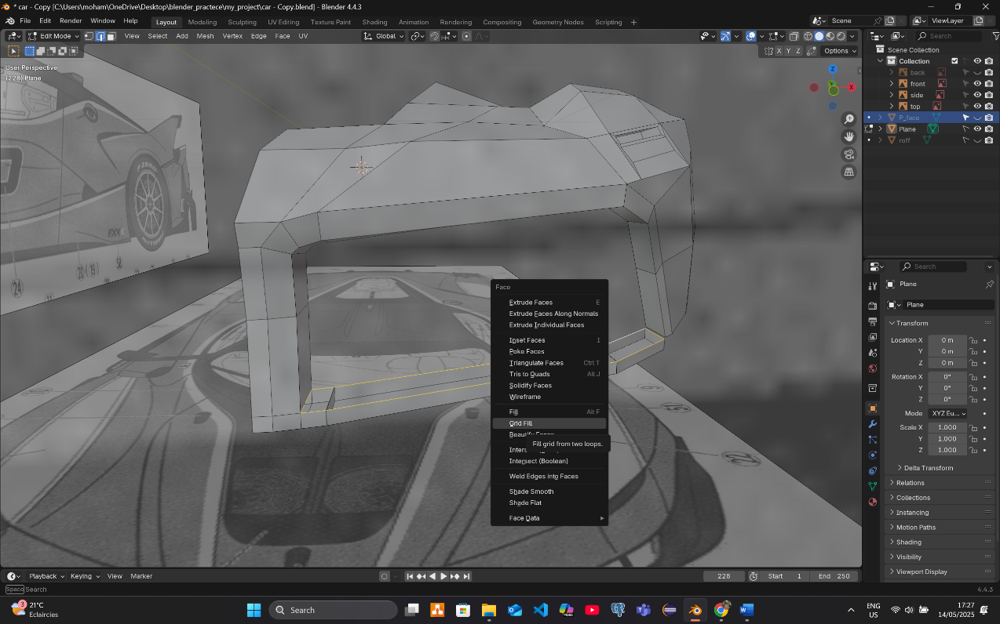 * car - Copy [C:\Users\moham\OneDrive\Desktop\blender_practece\my_project\car - Copy.blend] - Blender 4.4.3
File Edit Render Window Help Layout Modeling Sculpting UV Editing Texture Paint Shading Animation Rendering Compositing Geometry Nodes Scripting + Scene ViewLayer
Edit Mode View Select Add Mesh Vertex Edge Face UV Global Search
X Y Z Options
User Perspective
(228) Plane
Scene Collection
Collection
back
front
side
top
P_face
Plane
roff
Z
X
P ZERO
FXX
24
Face
Extrude Faces E
Extrude Faces Along Normals
Extrude Individual Faces
Inset Faces I
Poke Faces
Triangulate Faces Ctrl T
Tris to Quads Alt J
Solidify Faces
Wireframe
Fill Alt F
Grid Fill
Beautify Faces
Fill grid from two loops.
Intersect (Boolean)
Weld Edges into Faces
Shade Smooth
Shade Flat
Face Data
Search
Plane
Plane
Transform
Location X 0 m
Y 0 m
Z 0 m
Rotation X 0°
Y 0°
Z 0°
Mode XYZ Eu...
Scale X 1.000
Y 1.000
Z 1.000
Delta Transform
Relations
Collections
Instancing
Motion Paths
Shading
Visibility
Viewport Display
Playback Keying View Marker 228 Start 1 End 250
Space Search 4.4.3
3 21°C
Eclaircies
Search
ENG
US
17:27
14/05/2025